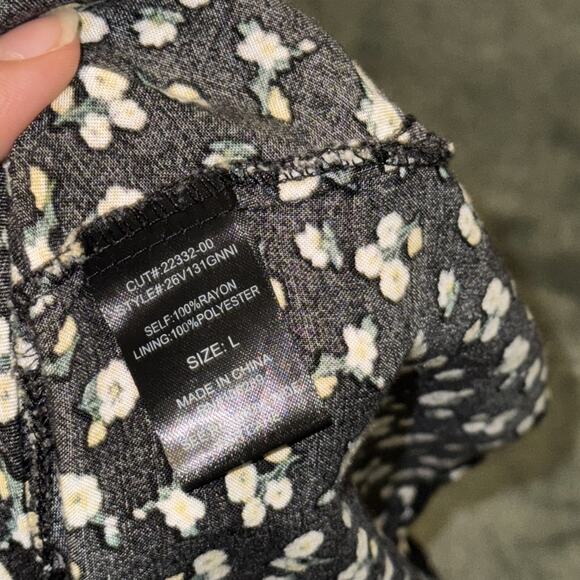 CUT#:22332-00
STYLE#:26V131GNNI
SELF:100%RAYON
LINING:100%POLYESTER
SIZE: L
MADE IN CHINA